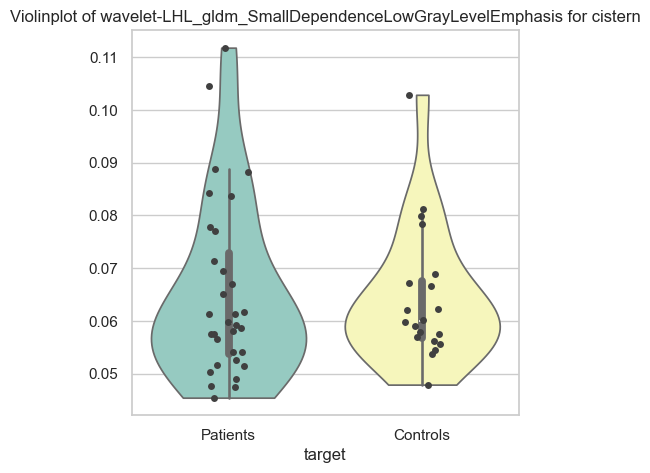 Violinplot of wavelet-LHL_gldm_SmallDependenceLowGrayLevelEmphasis for cistern
0.11
0.10
0.09
0.08
0.07
0.06
0.05
Patients Controls
target